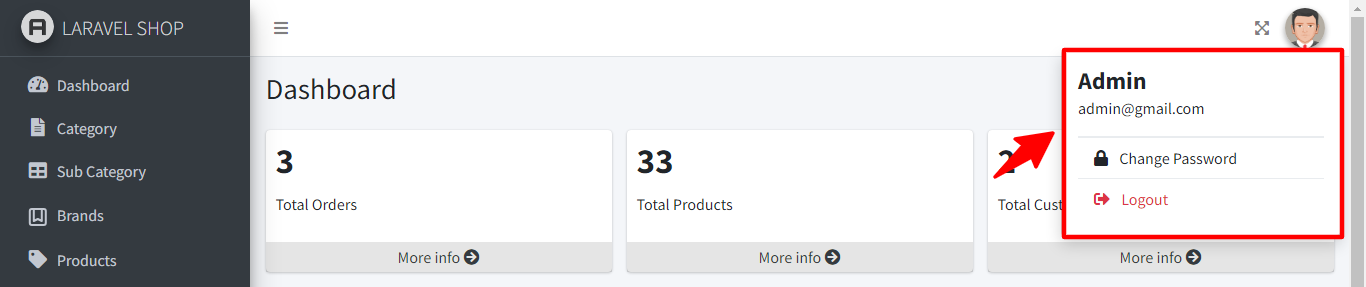 LARAVEL SHOP
Dashboard
Category
Sub Category
Brands
Products
Dashboard
3
Total Orders
More info
33
Total Products
More info
2
Total Cust
More info
Admin
admin@gmail.com
Change Password
Logout